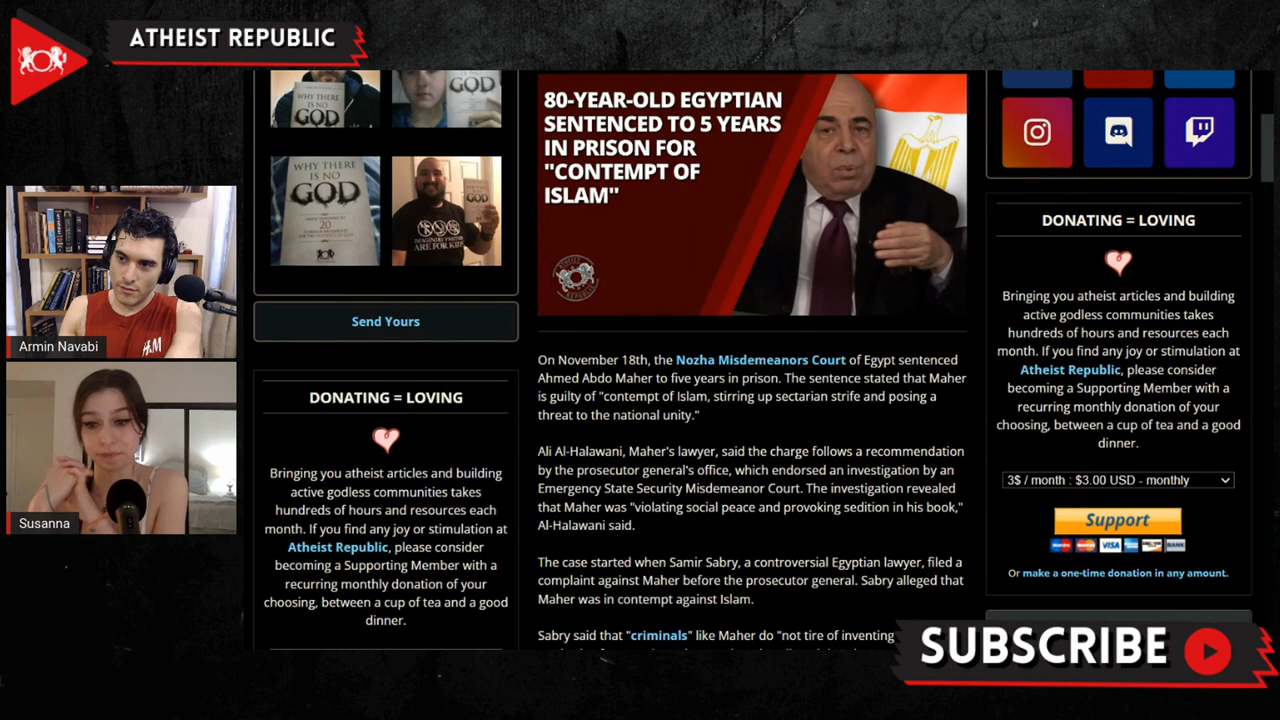 ATHEIST REPUBLIC
WHY THERE
IS NO
GOD
GOD
WHY THERE
IS NO
GOD
20
GOD
IMAGINARY FRIENDS
ARE FOR KIDS
Send Yours
DONATING = LOVING
Bringing you atheist articles and building
active godless communities takes
hundreds of hours and resources each
month. If you find any joy or stimulation at
Atheist Republic, please consider
becoming a Supporting Member with a
recurring monthly donation of your
choosing, between a cup of tea and a good
dinner.
H&M
Armin Navabi
Susanna
80-YEAR-OLD EGYPTIAN
SENTENCED TO 5 YEARS
IN PRISON FOR
"CONTEMPT OF
ISLAM"
On November 18th, the Nozha Misdemeanors Court of Egypt sentenced
Ahmed Abdo Maher to five years in prison. The sentence stated that Maher
is guilty of "contempt of Islam, stirring up sectarian strife and posing a
threat to the national unity."
Ali Al-Halawani, Maher's lawyer, said the charge follows a recommendation
by the prosecutor general's office, which endorsed an investigation by an
Emergency State Security Misdemeanor Court. The investigation revealed
that Maher was "violating social peace and provoking sedition in his book,"
Al-Halawani said.
The case started when Samir Sabry, a controversial Egyptian lawyer, filed a
complaint against Maher before the prosecutor general. Sabry alleged that
Maher was in contempt against Islam.
Sabry said that "criminals" like Maher do "not tire of inventing
DONATING = LOVING
Bringing you atheist articles and building
active godless communities takes
hundreds of hours and resources each
month. If you find any joy or stimulation at
Atheist Republic, please consider
becoming a Supporting Member with a
recurring monthly donation of your
choosing, between a cup of tea and a good
dinner.
3$ / month : $3.00 USD - monthly
Support
VISA
BANK
Or make a one-time donation in any amount.
SUBSCRIBE